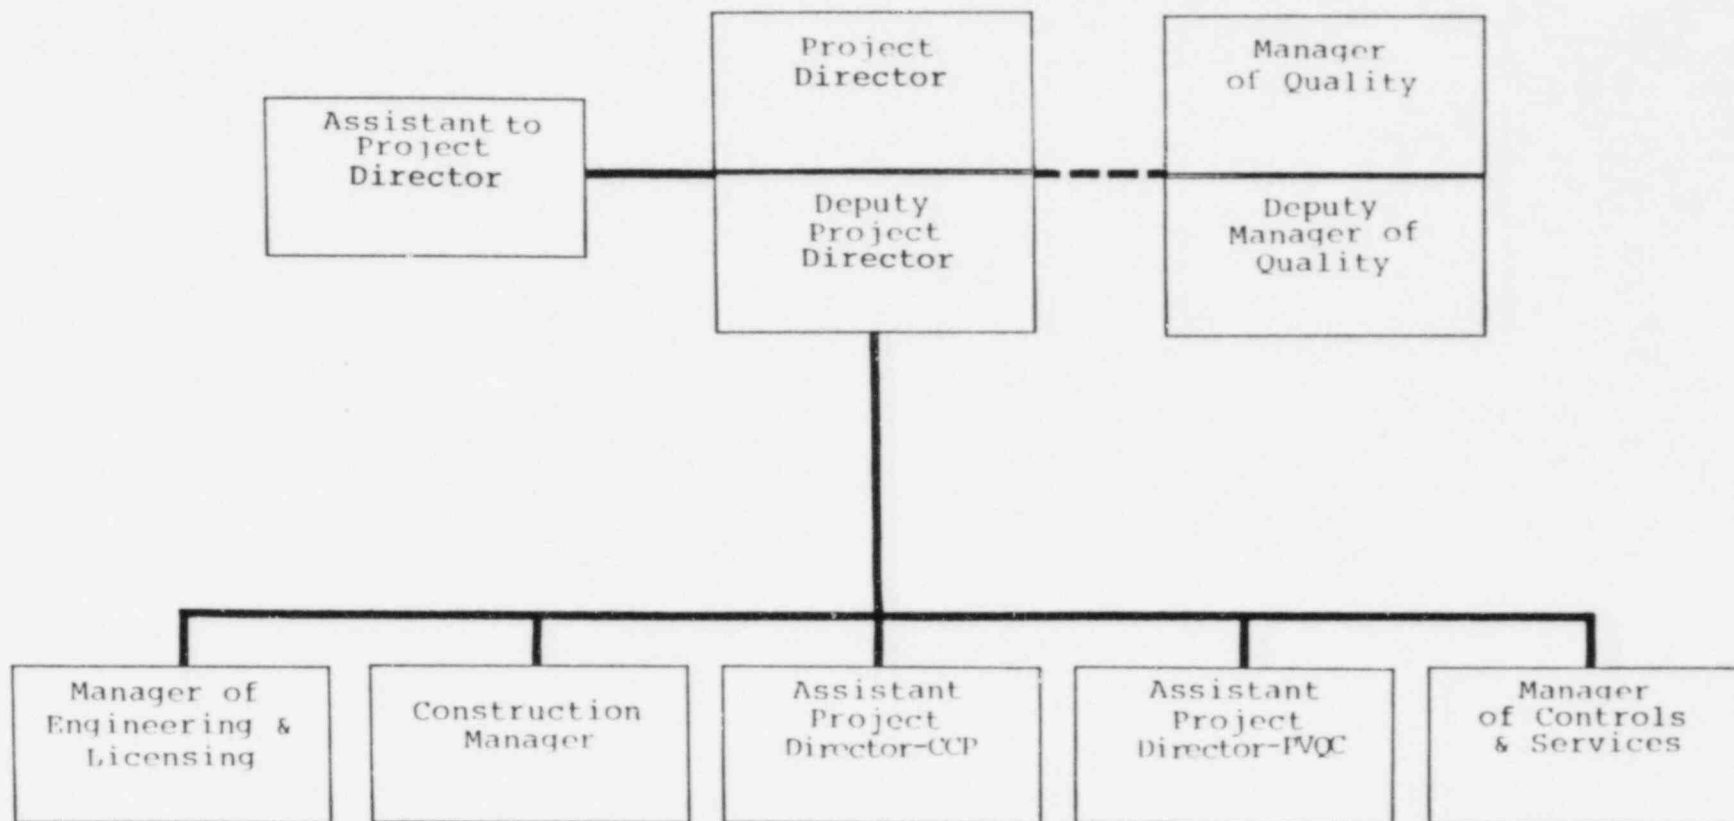 Project
Director
Manager
of Quality
Assistant to
Project
Director
Deputy
Project
Director
Deputy
Manager of
Quality
Manager of
Engineering &
Licensing
Construction
Manager
Assistant
Project
Director-CCP
Assistant
Project
Director-PVQC
Manager
of Controls
& Services